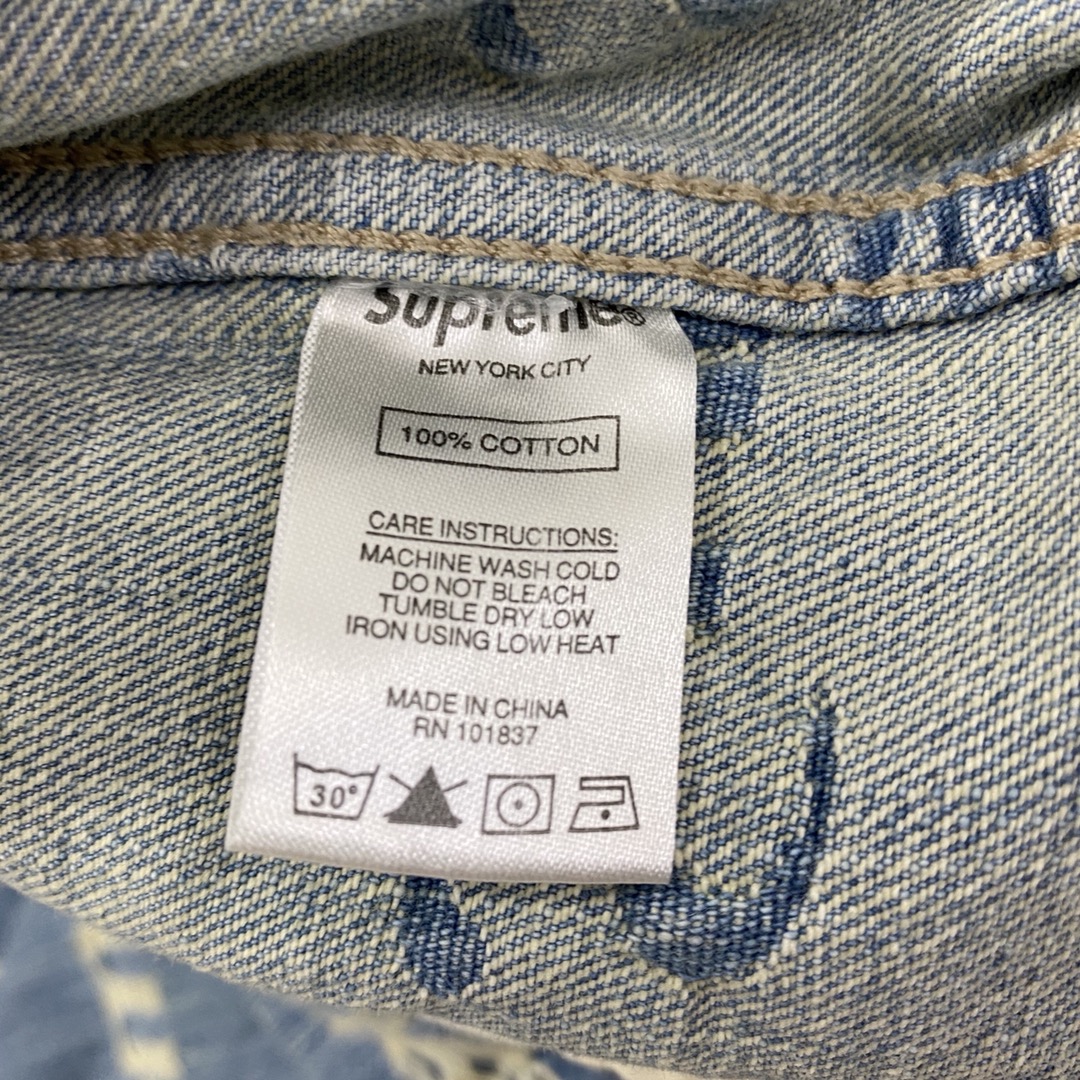 Supreme®
NEW YORK CITY
100% COTTON
CARE INSTRUCTIONS:
MACHINE WASH COLD
DO NOT BLEACH
TUMBLE DRY LOW
IRON USING LOW HEAT
MADE IN CHINA
RN 101837
30°